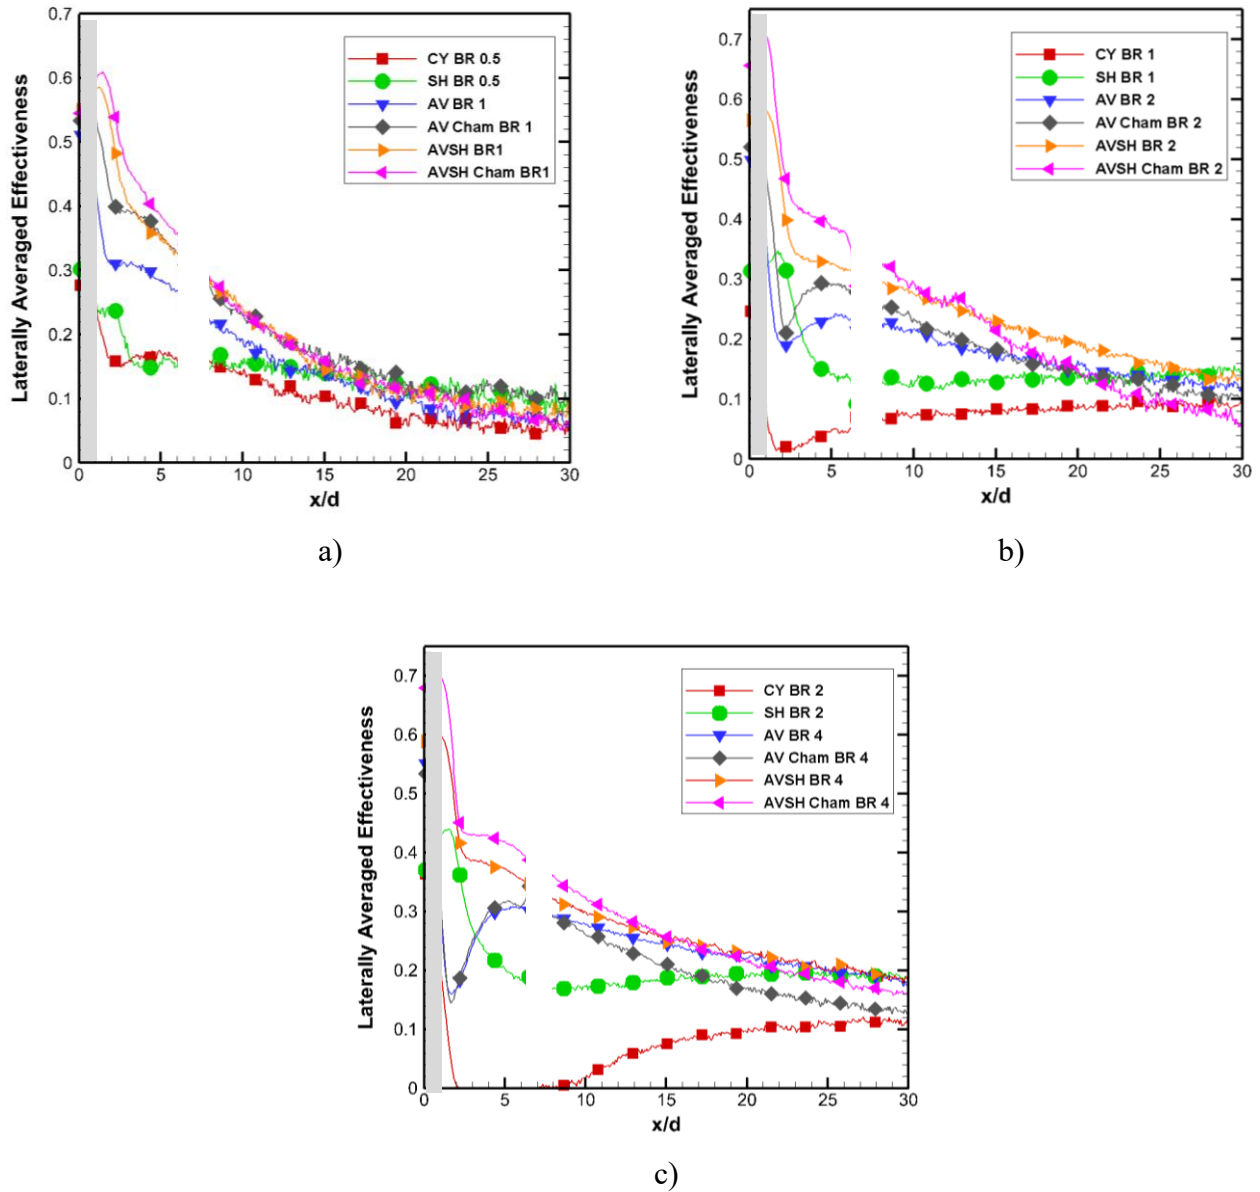 0.7
0.6
0.5
0.4
0.3
0.2
0.1
0
Laterally Averaged Effectiveness
CY BR 0.5
SH BR 0.5
AV BR 1
AV Cham BR 1
AVSH BR1
AVSH Cham BR1
0 5 10 15 20 25 30
x/d
a)
0.7
0.6
0.5
0.4
0.3
0.2
0.1
0
Laterally Averaged Effectiveness
CY BR 1
SH BR 1
AV BR 2
AV Cham BR 2
AVSH BR 2
AVSH Cham BR 2
0 5 10 15 20 25 30
x/d
b)
0.7
0.6
0.5
0.4
0.3
0.2
0.1
0
Laterally Averaged Effectiveness
CY BR 2
SH BR 2
AV BR 4
AV Cham BR 4
AVSH BR 4
AVSH Cham BR 4
0 5 10 15 20 25 30
x/d
c)